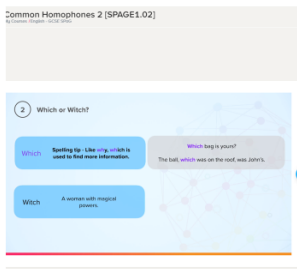 Common Homophones 2 [SPAGE1.02]
2 Which or Witch?
Which
Spelling tip - Like why, which is
used to find more information.
Which bag is yours?
The ball, which was on the roof, was John's.
Witch
A woman with magical
powers.